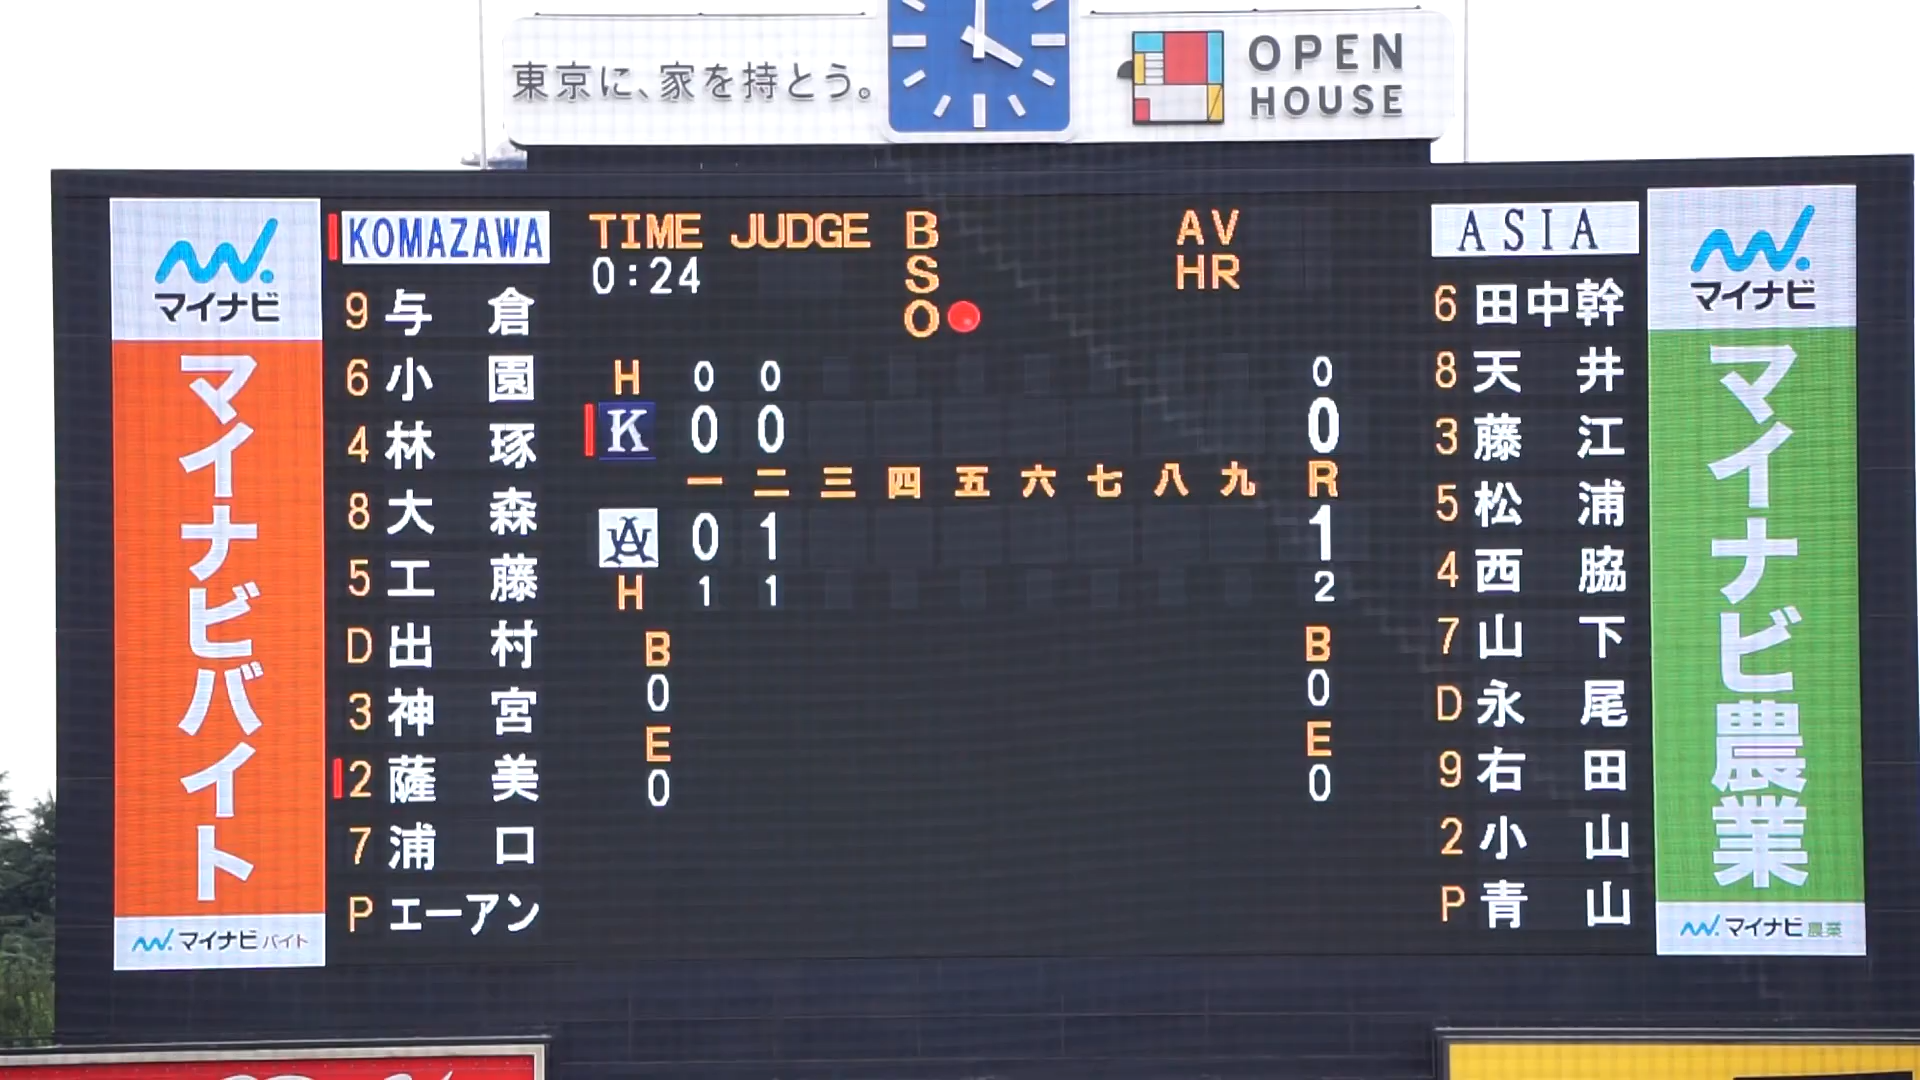 東京に、家を持とう。
OPEN
HOUSE
マイナビ
マイナビバイト
マイナビ バイト
KOMAZAWA
9 与 倉
6 小 園
4 林 琢
8 大 森
5 工 藤
D 出 村
3 神 宮
2 薩 美
7 浦 口
P エーアン
TIME JUDGE
0:24
B
S
O
AV
HR
H 0 0 0
K 0 0 0
一 二 三 四 五 六 七 八 九 R
A 0 1 1
H 1 1 2
B B
0 0
E E
0 0
ASIA
6 田中幹
8 天 井
3 藤 江
5 松 浦
4 西 脇
7 山 下
D 永 尾
9 右 田
2 小 山
P 青 山
マイナビ
マイナビ農業
マイナビ 農業